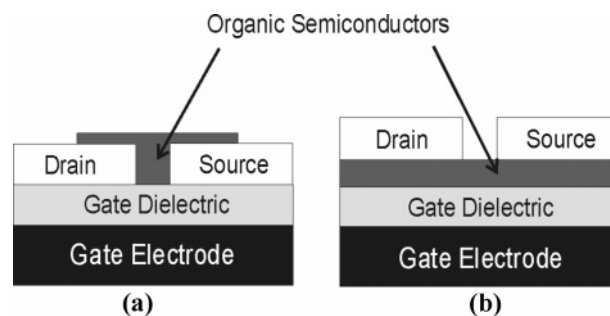 Organic Semiconductors
Drain
Source
Gate Dielectric
Gate Electrode
(a)
Drain
Source
Gate Dielectric
Gate Electrode
(b)